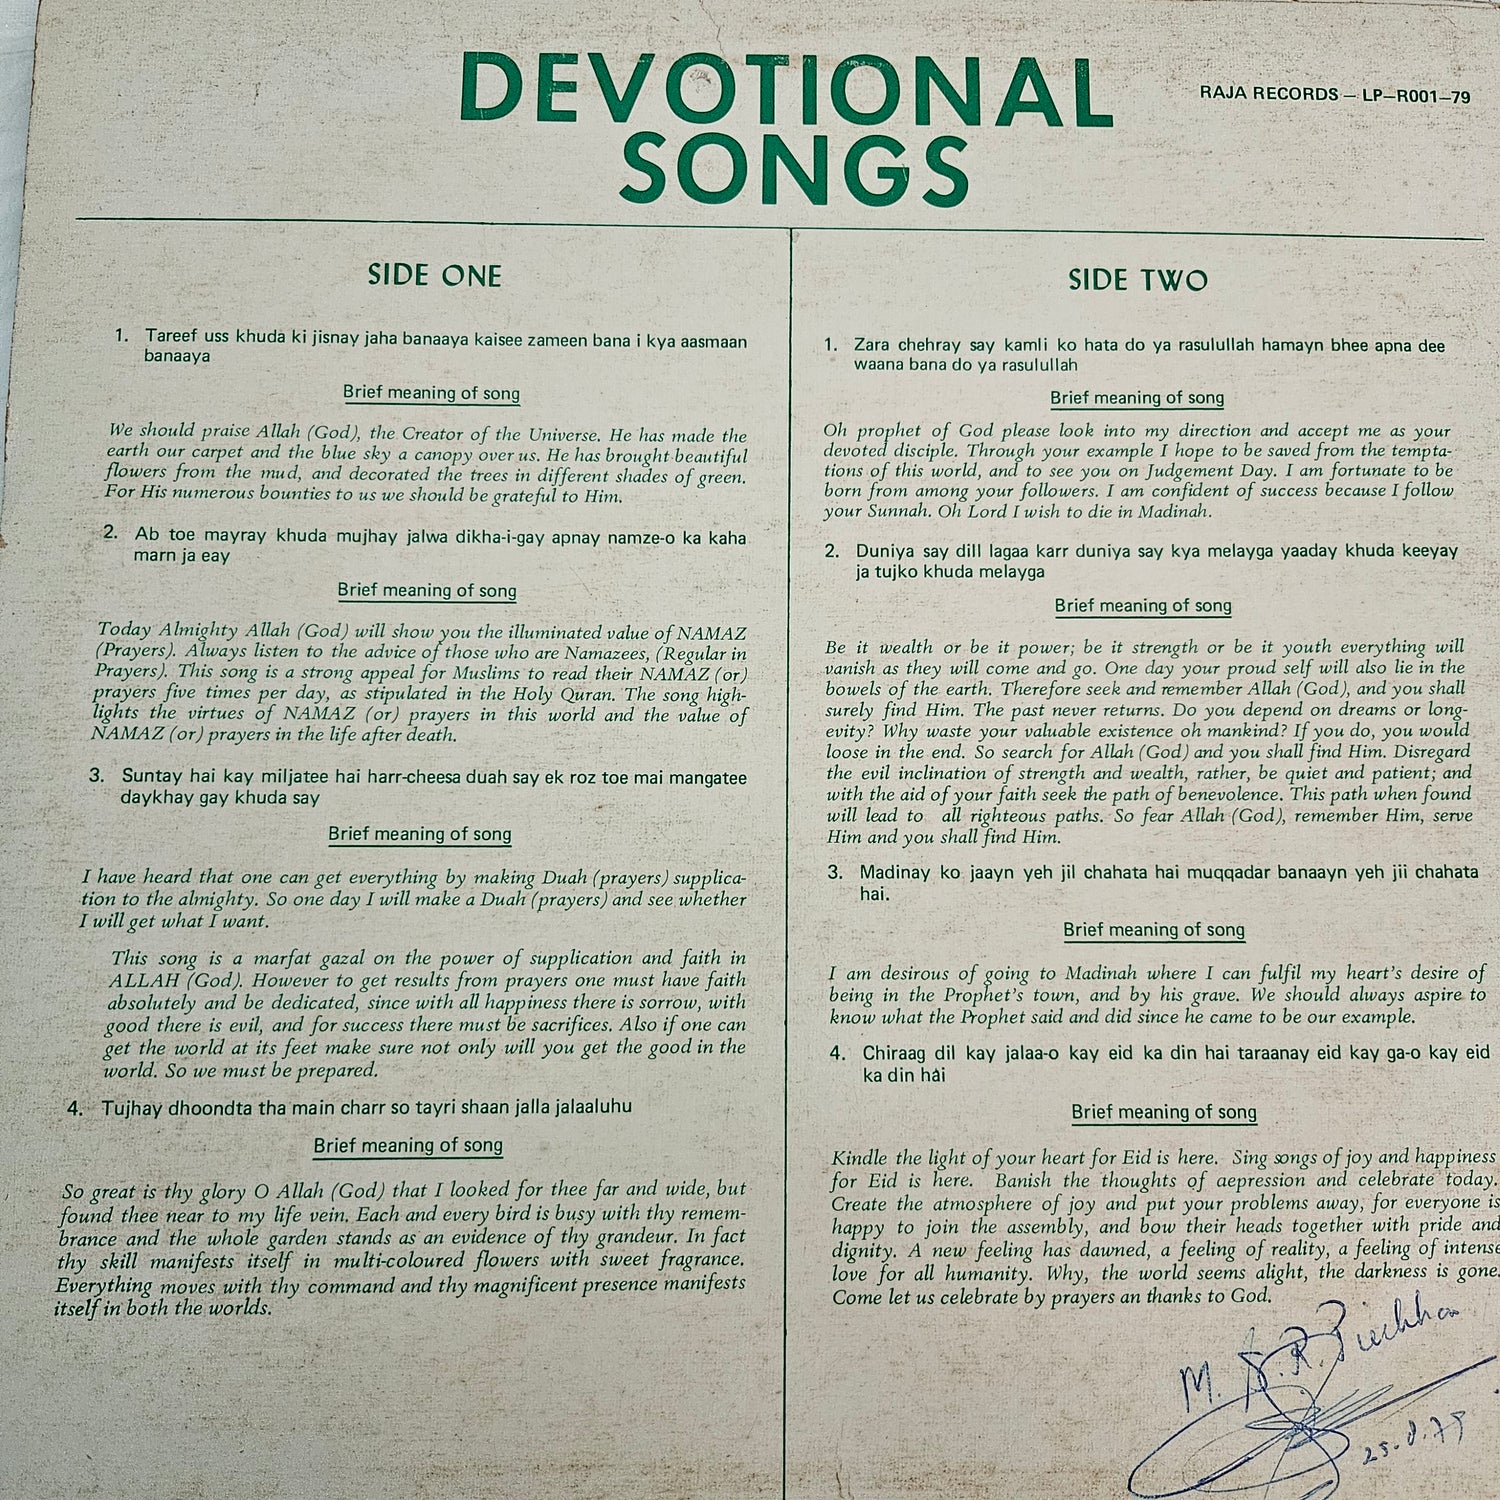 DEVOTIONAL
SONGS
RAJA RECORDS – LP–R001–79
SIDE ONE
1. Tareef uss khuda ki jisnay jaha banaaya kaisee zameen bana i kya aasmaan
banaaya
Brief meaning of song
We should praise Allah (God), the Creator of the Universe. He has made the
earth our carpet and the blue sky a canopy over us. He has brought beautiful
flowers from the mud, and decorated the trees in different shades of green.
For His numerous bounties to us we should be grateful to Him.
2. Ab toe mayray khuda mujhay jalwa dikha-i-gay apnay namze-o ka kaha
marn ja eay
Brief meaning of song
Today Almighty Allah (God) will show you the illuminated value of NAMAZ
(Prayers). Always listen to the advice of those who are Namazees, (Regular in
Prayers). This song is a strong appeal for Muslims to read their NAMAZ (or)
prayers five times per day, as stipulated in the Holy Quran. The song high-
lights the virtues of NAMAZ (or) prayers in this world and the value of
NAMAZ (or) prayers in the life after death.
3. Suntay hai kay miljatee hai harr-cheesa duah say ek roz toe mai mangatee
daykhay gay khuda say
Brief meaning of song
I have heard that one can get everything by making Duah (prayers) supplica-
tion to the almighty. So one day I will make a Duah (prayers) and see whether
I will get what I want.
This song is a marfat gazal on the power of supplication and faith in
ALLAH (God). However to get results from prayers one must have faith
absolutely and be dedicated, since with all happiness there is sorrow, with
good there is evil, and for success there must be sacrifices. Also if one can
get the world at its feet make sure not only will you get the good in the
world. So we must be prepared.
4. Tujhay dhoondta tha main charr so tayri shaan jalla jalaaluhu
Brief meaning of song
So great is thy glory O Allah (God) that I looked for thee far and wide, but
found thee near to my life vein. Each and every bird is busy with thy remem-
brance and the whole garden stands as an evidence of thy grandeur. In fact
thy skill manifests itself in multi-coloured flowers with sweet fragrance.
Everything moves with thy command and thy magnificent presence manifests
itself in both the worlds.
SIDE TWO
1. Zara chehray say kamli ko hata do ya rasulullah hamayn bhee apna dee
waana bana do ya rasulullah
Brief meaning of song
Oh prophet of God please look into my direction and accept me as your
devoted disciple. Through your example I hope to be saved from the tempta-
tions of this world, and to see you on Judgement Day. I am fortunate to be
born from among your followers. I am confident of success because I follow
your Sunnah. Oh Lord I wish to die in Madinah.
2. Duniya say dill lagaa karr duniya say kya melayga yaaday khuda keeyay
ja tujko khuda melayga
Brief meaning of song
Be it wealth or be it power; be it strength or be it youth everything will
vanish as they will come and go. One day your proud self will also lie in the
bowels of the earth. Therefore seek and remember Allah (God), and you shall
surely find Him. The past never returns. Do you depend on dreams or long-
evity? Why waste your valuable existence oh mankind? If you do, you would
loose in the end. So search for Allah (God) and you shall find Him. Disregard
the evil inclination of strength and wealth, rather, be quiet and patient; and
with the aid of your faith seek the path of benevolence. This path when found
will lead to all righteous paths. So fear Allah (God), remember Him, serve
Him and you shall find Him.
3. Madinay ko jaayn yeh jil chahata hai muqqadar banaayn yeh jii chahata
hai.
Brief meaning of song
I am desirous of going to Madinah where I can fulfil my heart's desire of
being in the Prophet's town, and by his grave. We should always aspire to
know what the Prophet said and did since he came to be our example.
4. Chiraag dil kay jalaa-o kay eid ka din hai taraanay eid kay ga-o kay eid
ka din hai
Brief meaning of song
Kindle the light of your heart for Eid is here. Sing songs of joy and happiness
for Eid is here. Banish the thoughts of aepression and celebrate today.
Create the atmosphere of joy and put your problems away, for everyone is
happy to join the assembly, and bow their heads together with pride and
dignity. A new feeling has dawned, a feeling of reality, a feeling of intense
love for all humanity. Why, the world seems alight, the darkness is gone.
Come let us celebrate by prayers an thanks to God.
M. S. R.
25.8.79